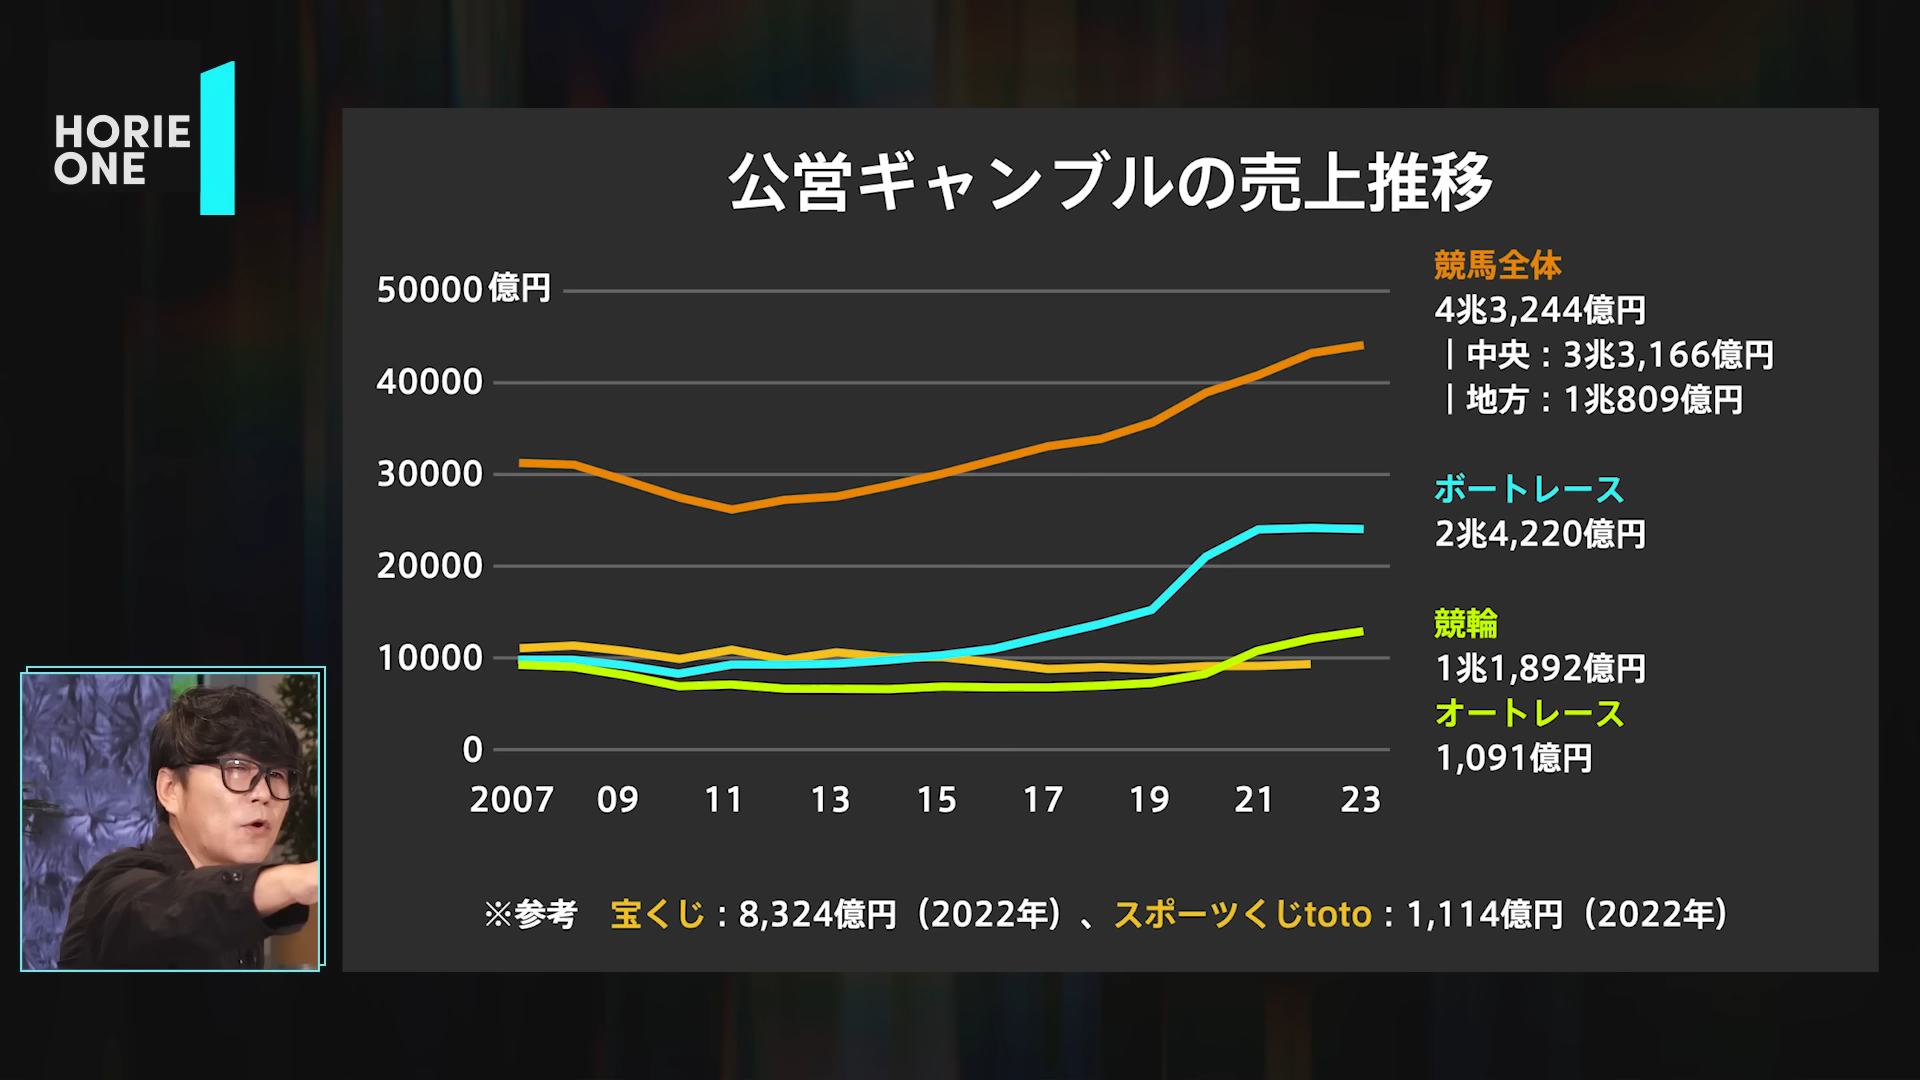 HORIE
ONE
公営ギャンブルの売上推移
50000億円
40000
30000
20000
10000
0
2007 09 11 13 15 17 19 21 23
競馬全体
4兆3,244億円
｜中央：3兆3,166億円
｜地方：1兆809億円
ボートレース
2兆4,220億円
競輪
1兆1,892億円
オートレース
1,091億円
※参考　宝くじ：8,324億円（2022年）、スポーツくじtoto：1,114億円（2022年）